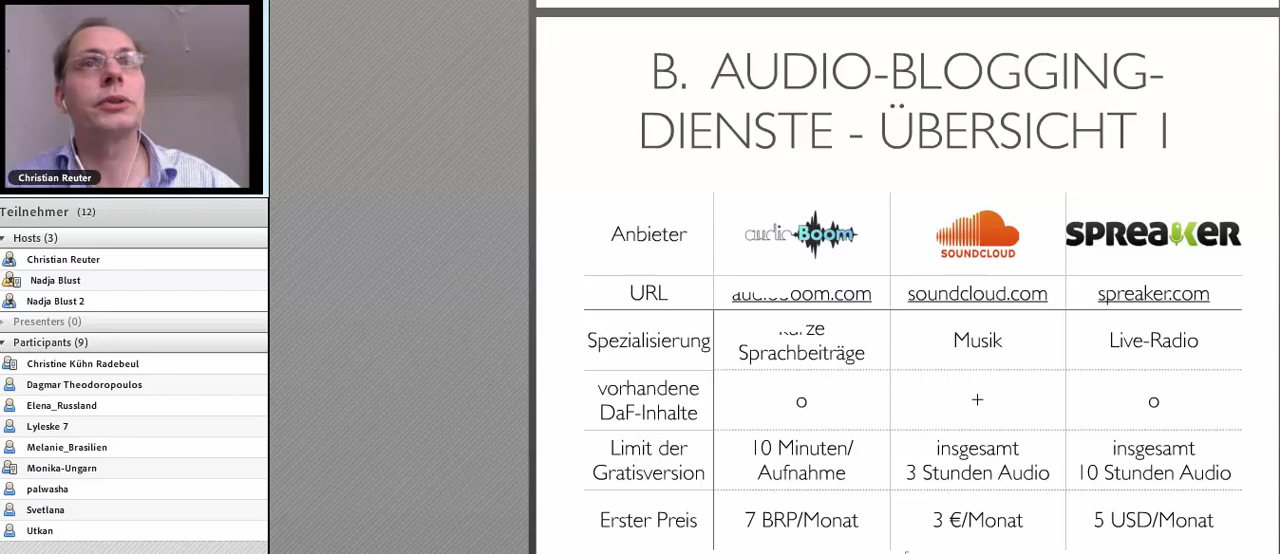 Christian Reuter
Teilnehmer (12)
Hosts (3)
Christian Reuter
Nadja Blust
Nadja Blust 2
Presenters (0)
Participants (9)
Christine Kühn Radebeul
Dagmar Theodoropoulos
Elena_Russland
Lyleske 7
Melanie_Brasilien
Monika-Ungarn
palwasha
Svetlana
Utkan
B. AUDIO-BLOGGING-
DIENSTE - ÜBERSICHT 1
Anbieter audioBoom SOUNDCLOUD SPREAKER
URL audioboom.com soundcloud.com spreaker.com
Spezialisierung kurze Sprachbeiträge Musik Live-Radio
vorhandene DaF-Inhalte o + o
Limit der Gratisversion 10 Minuten/ Aufnahme insgesamt 3 Stunden Audio insgesamt 10 Stunden Audio
Erster Preis 7 BRP/Monat 3 €/Monat 5 USD/Monat